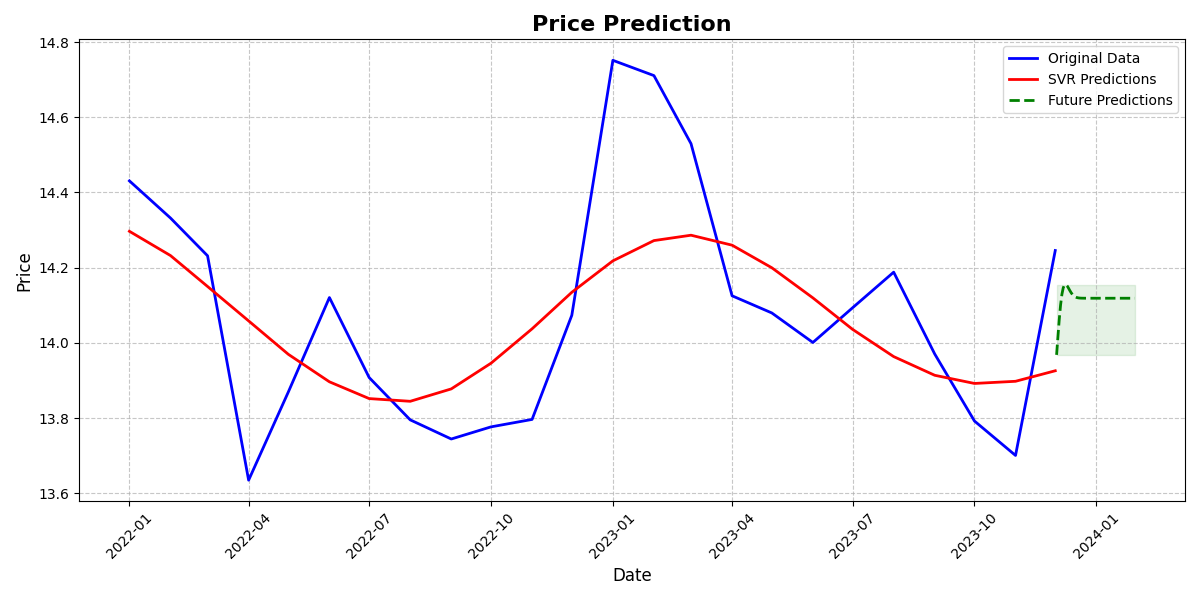 Price Prediction
Original Data
SVR Predictions
Future Predictions
Price
14.8
14.6
14.4
14.2
14.0
13.8
13.6
2022-01
2022-04
2022-07
2022-10
2023-01
2023-04
2023-07
2023-10
2024-01
Date